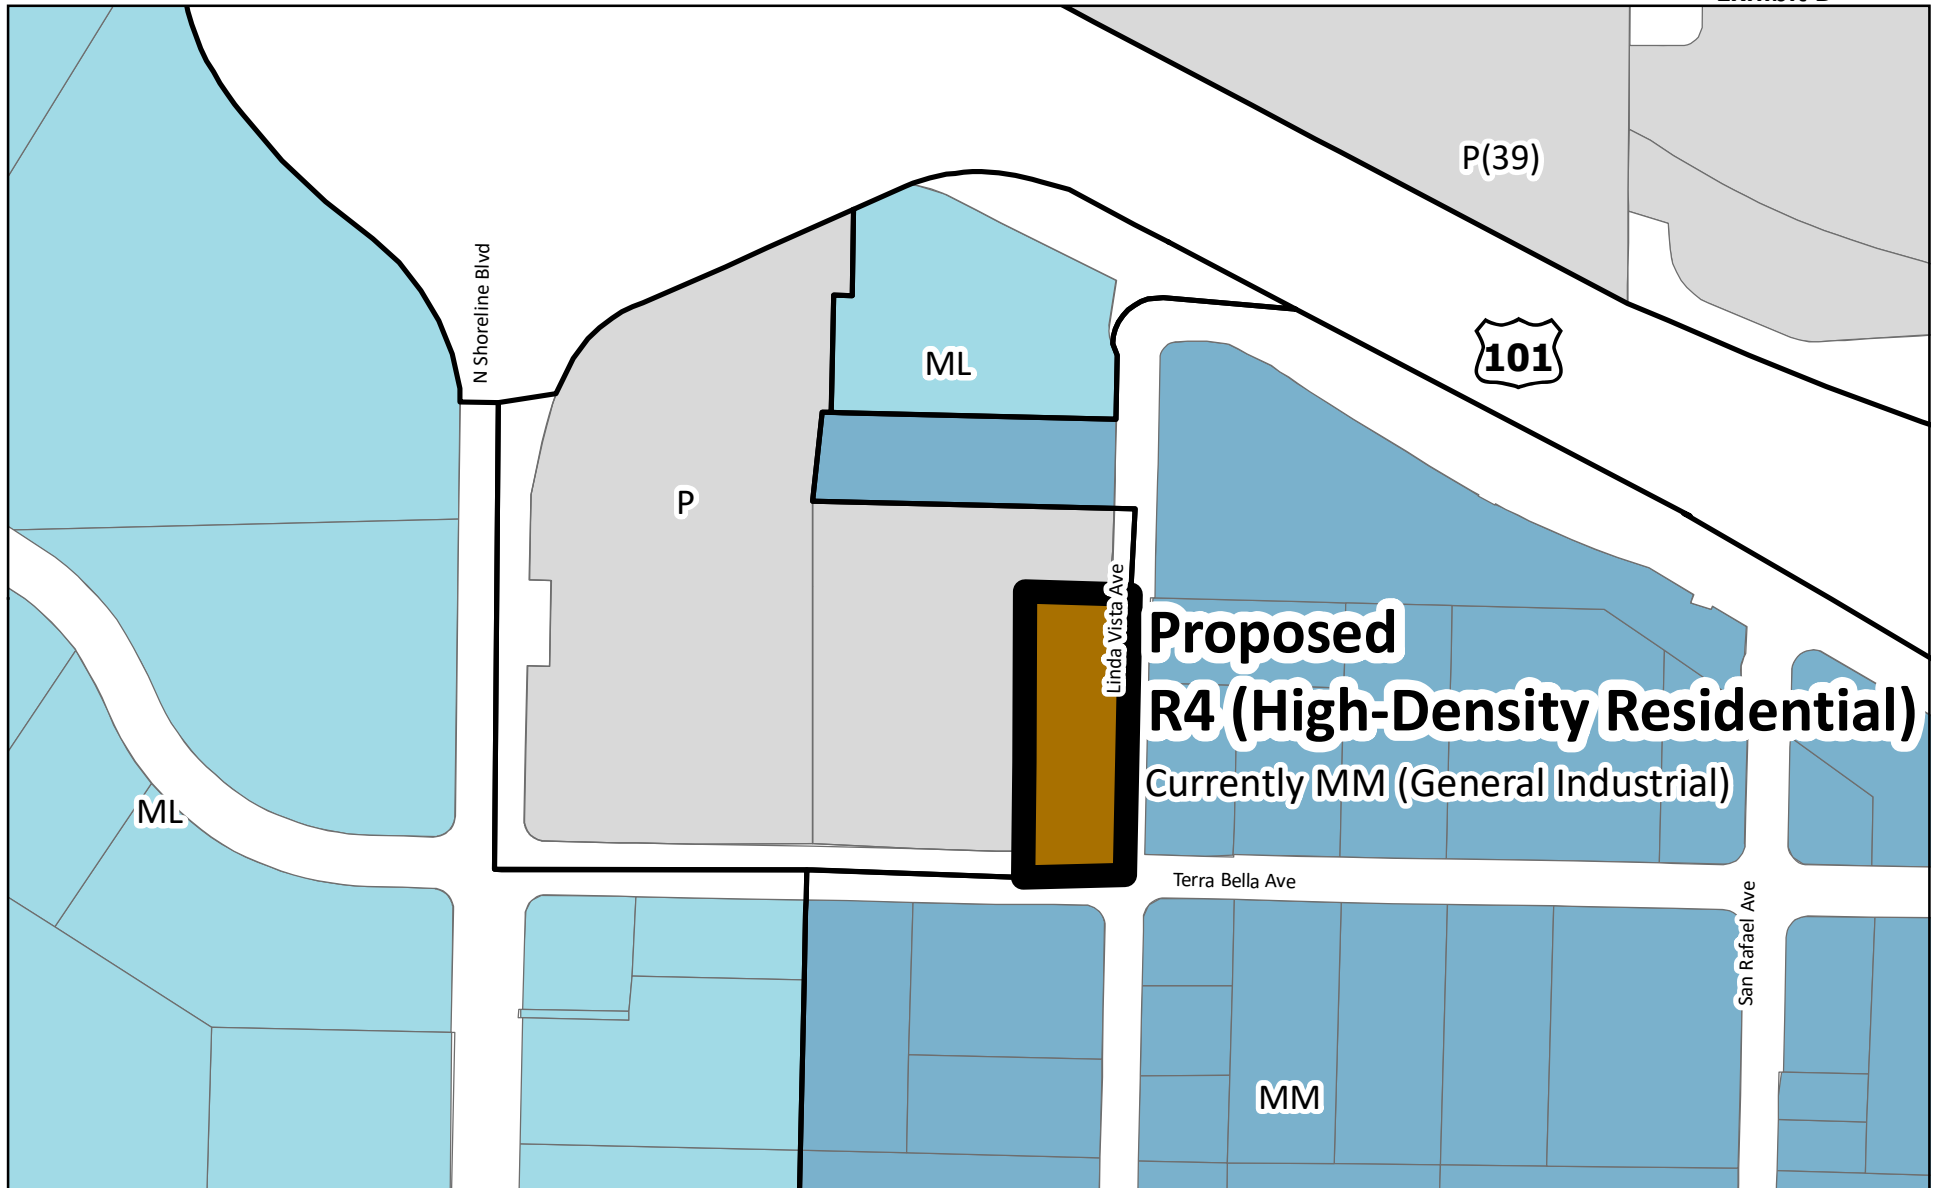 P(39)
N Shoreline Blvd
ML
101
P
Linda Vista Ave
Proposed
R4 (High-Density Residential)
Currently MM (General Industrial)
ML
Terra Bella Ave
San Rafael Ave
MM